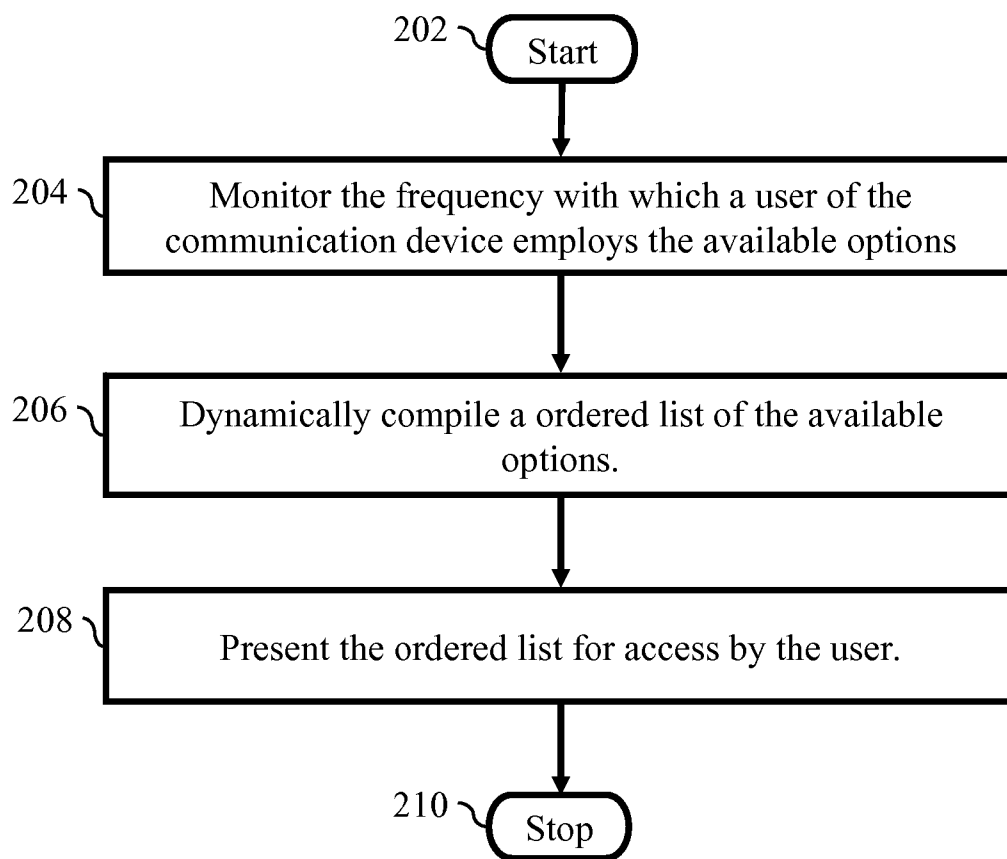 202
Start
204
Monitor the frequency with which a user of the
communication device employs the available options
206
Dynamically compile a ordered list of the available
options.
208
Present the ordered list for access by the user.
210
Stop